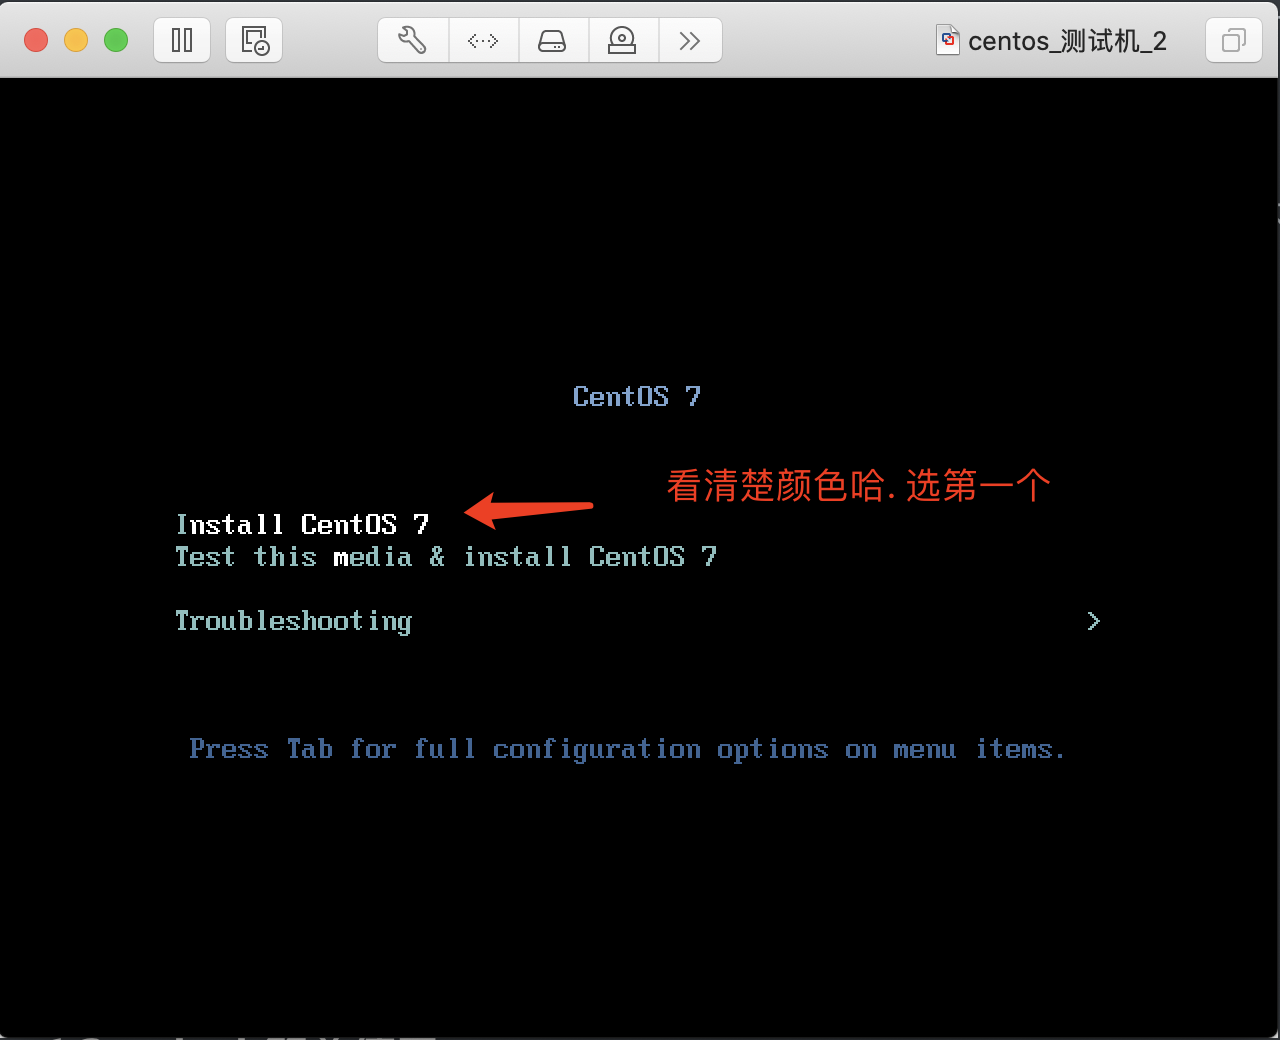 centos_测试机_2
CentOS 7
看清楚颜色哈. 选第一个
Install CentOS 7
Test this media & install CentOS 7
Troubleshooting >
Press Tab for full configuration options on menu items.